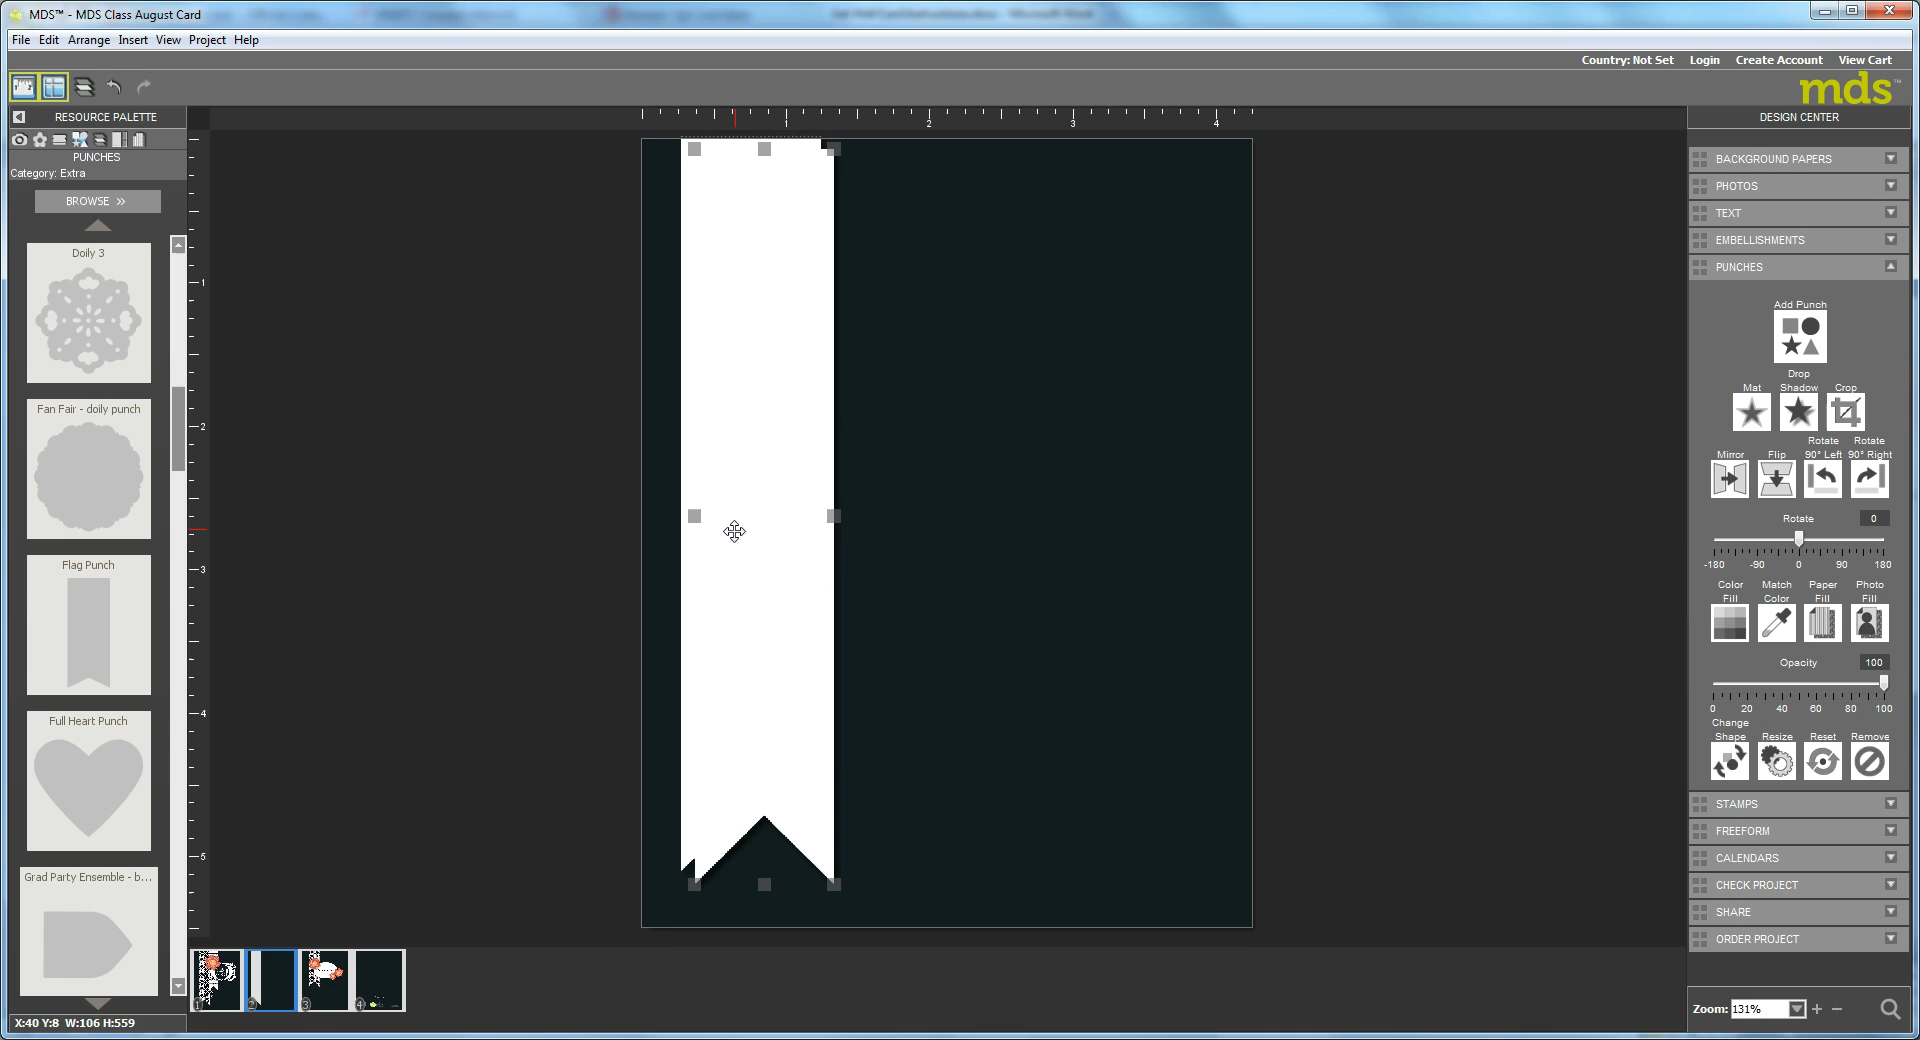 MDS™ - MDS Class August Card
File Edit Arrange Insert View Project Help
Country: Not Set Login Create Account View Cart
mds™
RESOURCE PALETTE
PUNCHES
Category: Extra
BROWSE »
Doily 3
Fan Fair - doily punch
Flag Punch
Full Heart Punch
Grad Party Ensemble - b...
X:40 Y:8 W:106 H:559
1 2 3 4
1
2
3
4
5
1 2 3 4
DESIGN CENTER
BACKGROUND PAPERS
PHOTOS
TEXT
EMBELLISHMENTS
PUNCHES
Add Punch
Mat Drop Shadow Crop
Mirror Flip Rotate 90° Left Rotate 90° Right
Rotate 0
-180 -90 0 90 180
Color Fill Match Color Paper Fill Photo Fill
Opacity 100
0 20 40 60 80 100
Change Shape Resize Reset Remove
STAMPS
FREEFORM
CALENDARS
CHECK PROJECT
SHARE
ORDER PROJECT
Zoom: 131%